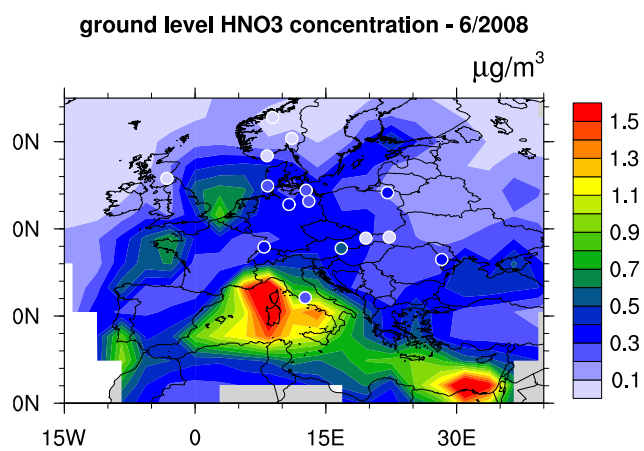 ground level HNO3 concentration - 6/2008
μg/m³
0N
0N
0N
0N
15W 0 15E 30E
1.5
1.3
1.1
0.9
0.7
0.5
0.3
0.1